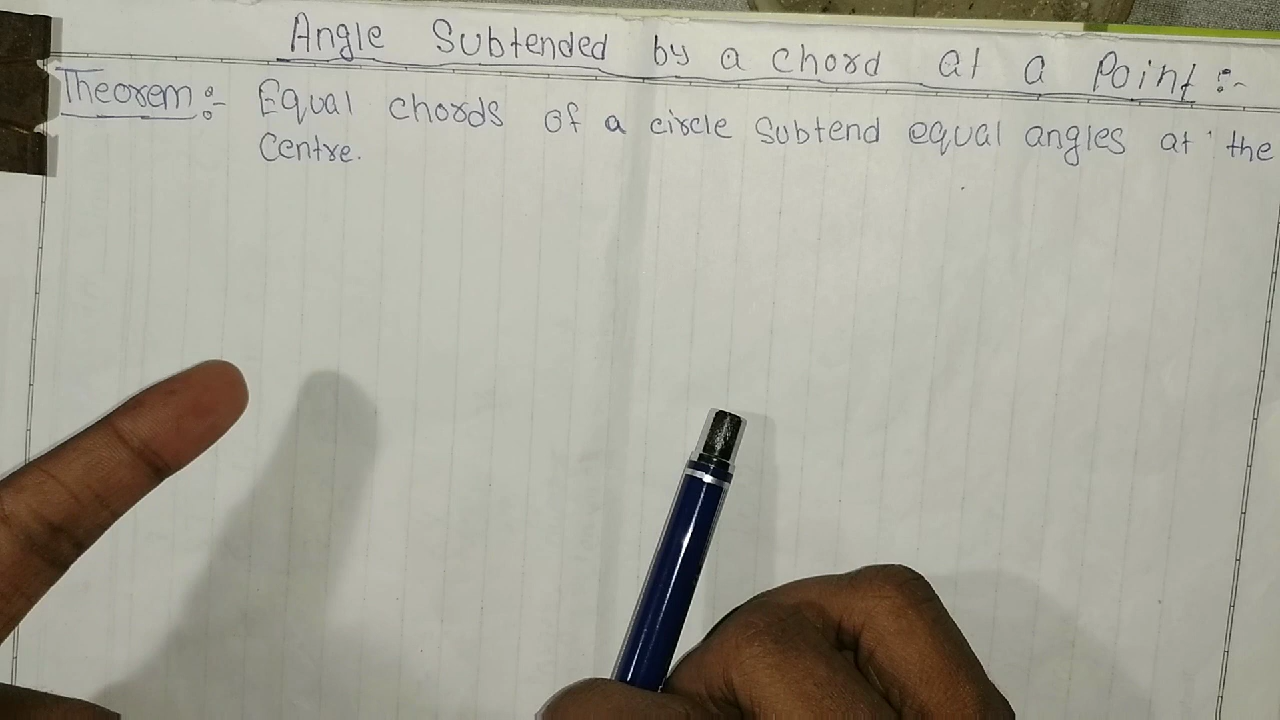 Angle Subtended by a chord at a Point :-
Theorem :- Equal chords of a circle Subtend equal angles at the
Centre.